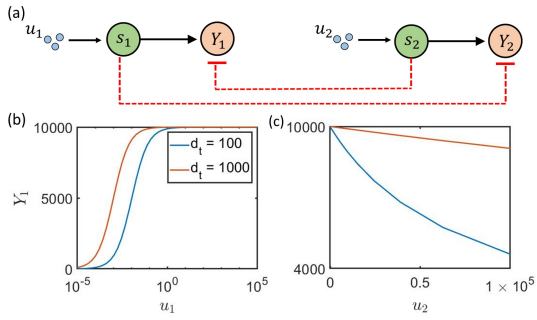 (a)
u1 s1 Y1 u2 s2 Y2
(b) (c)
10000
5000
0
Y1
dt = 100
dt = 1000
10^-5 10^0 10^5
u1
10000
4000
0 0.5 1 × 10^5
u2